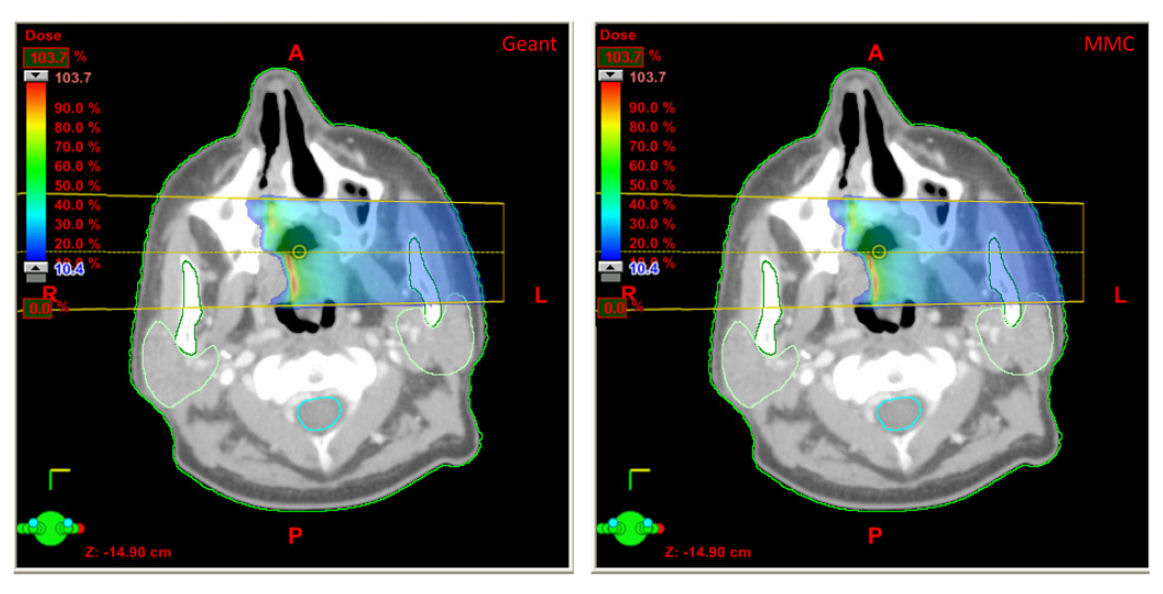 Dose
103.7 %
103.7
90.0 %
80.0 %
70.0 %
60.0 %
50.0 %
40.0 %
30.0 %
20.0 %
10.4
0.0 %
R
A
Geant
L
P
Z: -14.90 cm
Dose
103.7 %
103.7
90.0 %
80.0 %
70.0 %
60.0 %
50.0 %
40.0 %
30.0 %
20.0 %
10.4
0.0 %
R
A
MMC
L
P
Z: -14.90 cm